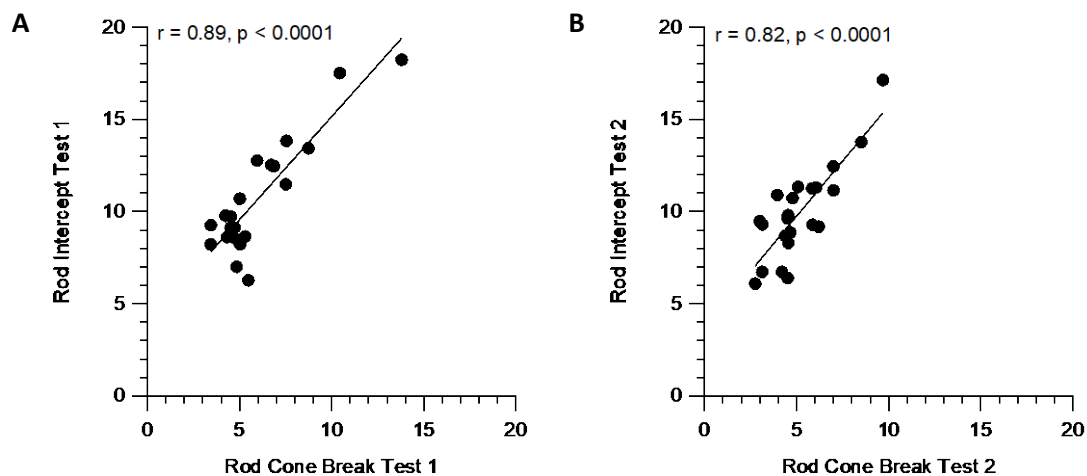 A
r = 0.89, p < 0.0001
20
15
10
5
0
Rod Intercept Test 1
0 5 10 15 20
Rod Cone Break Test 1
B
r = 0.82, p < 0.0001
20
15
10
5
0
Rod Intercept Test 2
0 5 10 15 20
Rod Cone Break Test 2